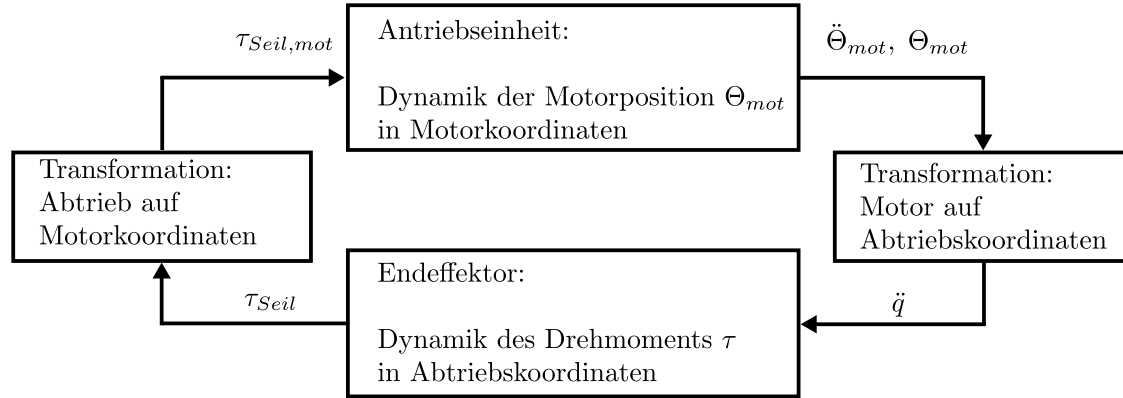 τ_{Seil,mot}
Antriebseinheit:
Dynamik der Motorposition Θ_{mot}
in Motorkoordinaten
Θ̈_{mot}, Θ_{mot}
Transformation:
Abtrieb auf
Motorkoordinaten
Transformation:
Motor auf
Abtriebskoordinaten
τ_{Seil}
Endeffektor:
Dynamik des Drehmoments τ
in Abtriebskoordinaten
q̈